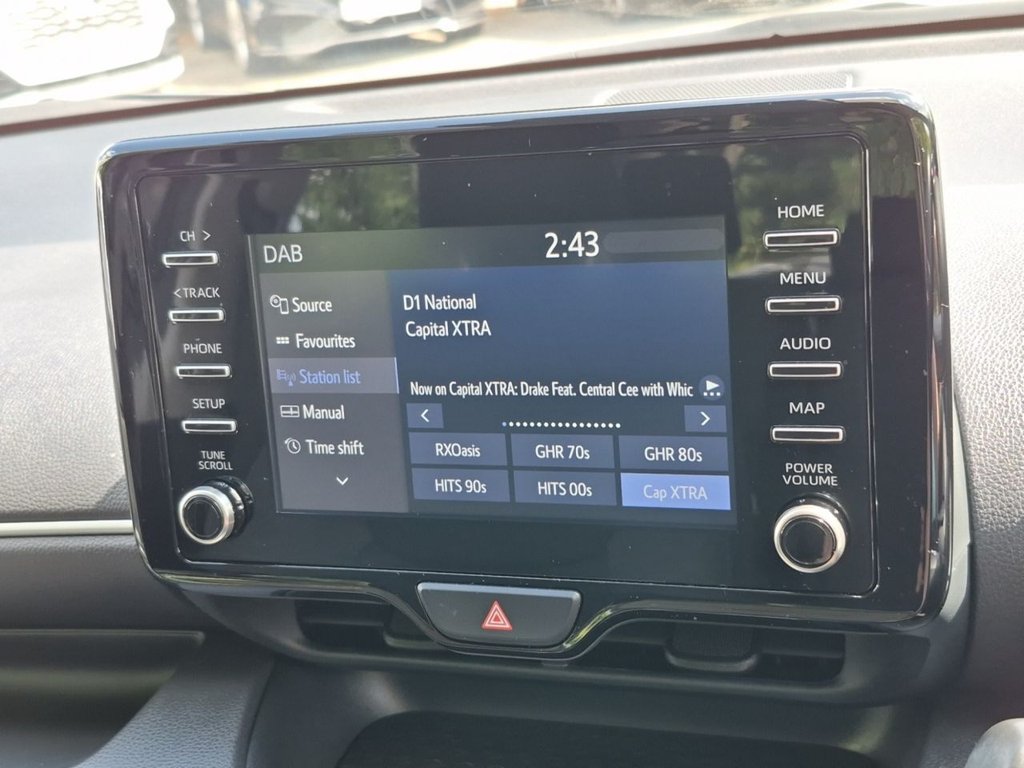 CH >
< TRACK
PHONE
SETUP
TUNE
SCROLL
DAB
2:43
Source
Favourites
Station list
Manual
Time shift
D1 National
Capital XTRA
Now on Capital XTRA: Drake Feat. Central Cee with Whic
RXOasis
GHR 70s
GHR 80s
HITS 90s
HITS 00s
Cap XTRA
HOME
MENU
AUDIO
MAP
POWER
VOLUME